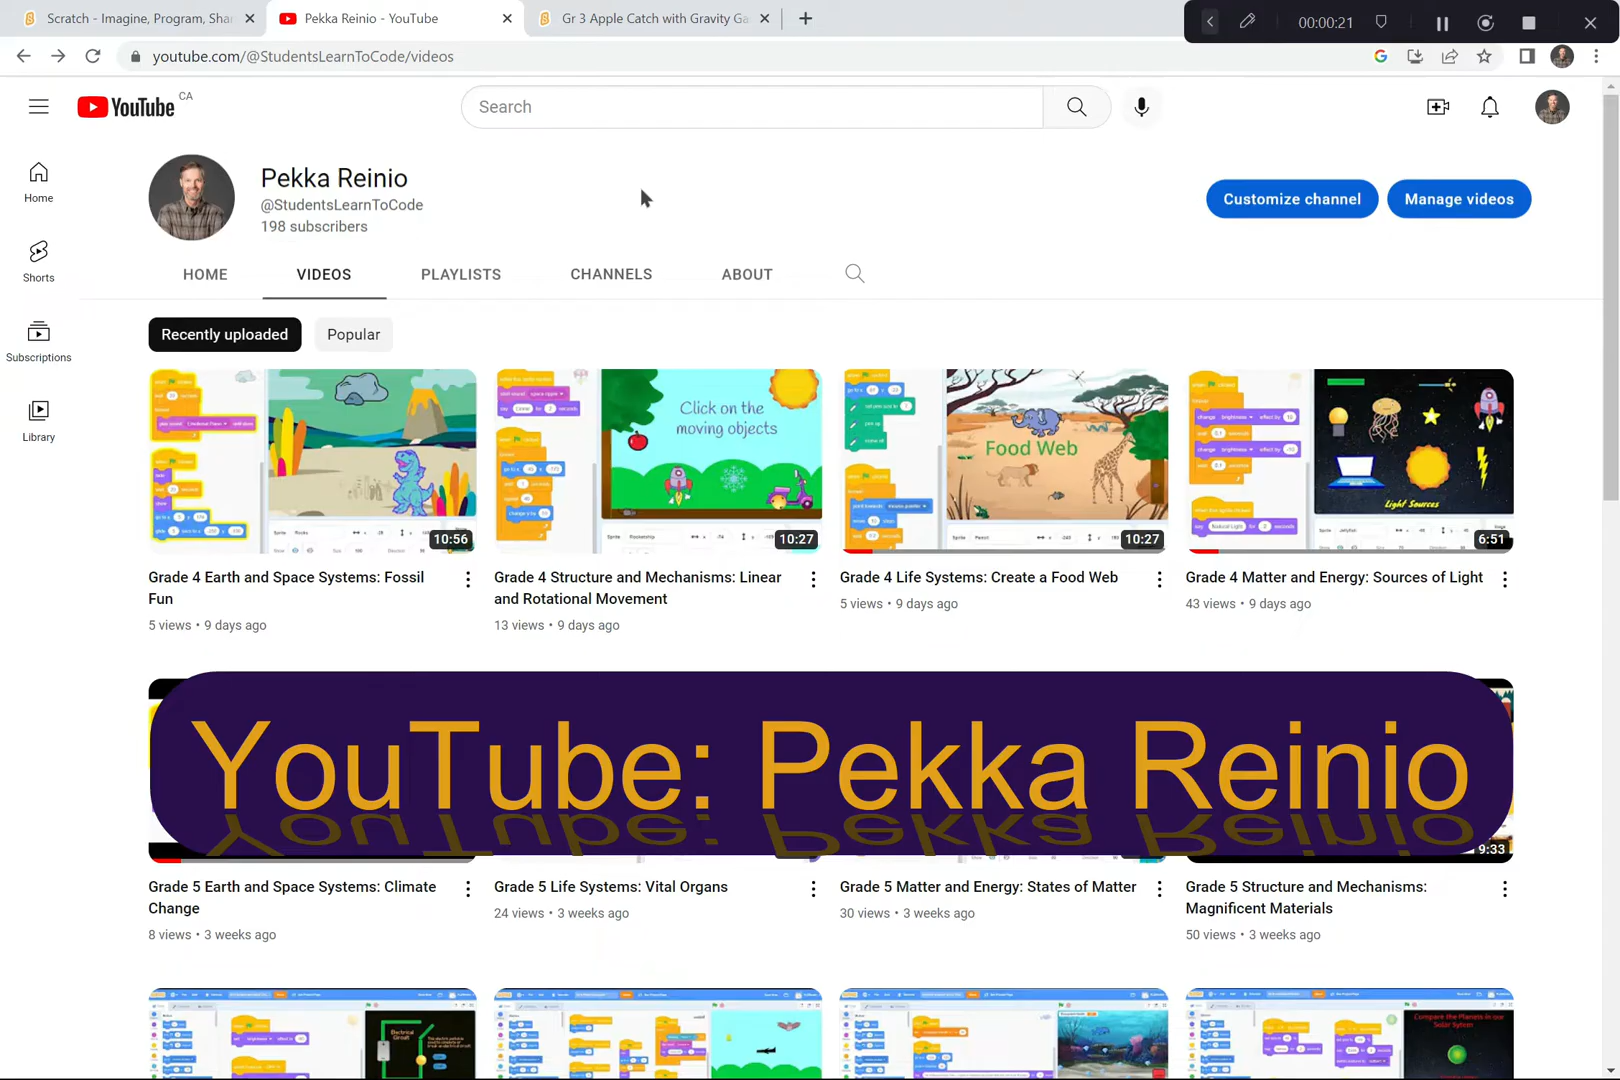 Scratch - Imagine, Program, Sha
Pekka Reinio - YouTube
Gr 3 Apple Catch with Gravity Ga
00:00:21
youtube.com/@StudentsLearnToCode/videos
YouTube CA
Search
Home
Shorts
Subscriptions
Library
Pekka Reinio
@StudentsLearnToCode
198 subscribers
Customize channel
Manage videos
HOME VIDEOS PLAYLISTS CHANNELS ABOUT
Recently uploaded
Popular
10:56
Click on the
moving objects
10:27
Food Web
10:27
Light Sources
6:51
Grade 4 Earth and Space Systems: Fossil
Fun
5 views • 9 days ago
Grade 4 Structure and Mechanisms: Linear
and Rotational Movement
13 views • 9 days ago
Grade 4 Life Systems: Create a Food Web
5 views • 9 days ago
Grade 4 Matter and Energy: Sources of Light
43 views • 9 days ago
YouTube: Pekka Reinio
9:33
Grade 5 Earth and Space Systems: Climate
Change
8 views • 3 weeks ago
Grade 5 Life Systems: Vital Organs
24 views • 3 weeks ago
Grade 5 Matter and Energy: States of Matter
30 views • 3 weeks ago
Grade 5 Structure and Mechanisms:
Magnificent Materials
50 views • 3 weeks ago
Electrical
Circuit
Compare the Planets in our